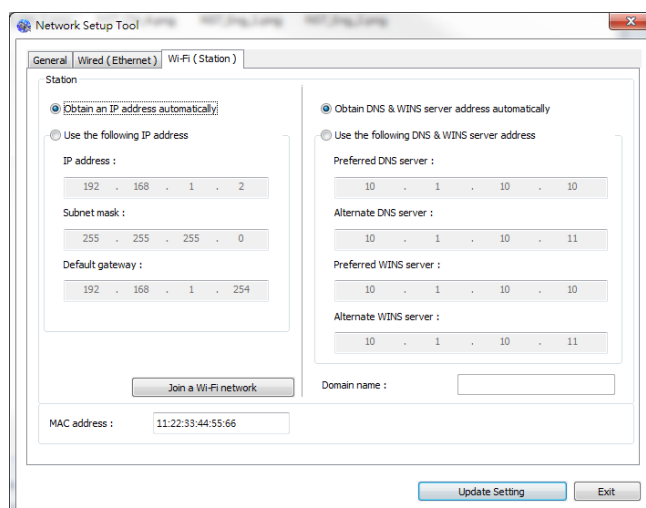 Network Setup Tool
General
Wired ( Ethernet )
Wi-Fi ( Station )
Station
Obtain an IP address automatically
Use the following IP address
IP address :
192 . 168 . 1 . 2
Subnet mask :
255 . 255 . 255 . 0
Default gateway :
192 . 168 . 1 . 254
Join a Wi-Fi network
Obtain DNS & WINS server address automatically
Use the following DNS & WINS server address
Preferred DNS server :
10 . 1 . 10 . 10
Alternate DNS server :
10 . 1 . 10 . 11
Preferred WINS server :
10 . 1 . 10 . 10
Alternate WINS server :
10 . 1 . 10 . 11
Domain name :
MAC address :
11:22:33:44:55:66
Update Setting
Exit